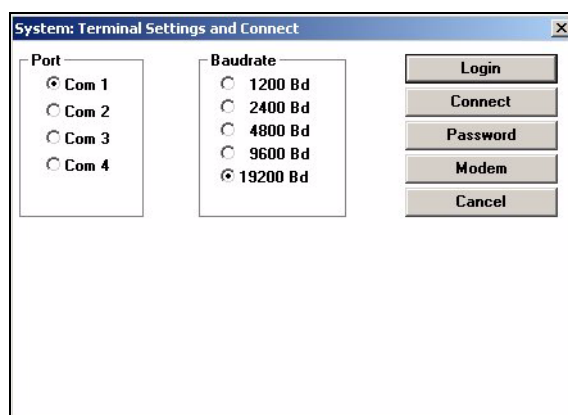 System: Terminal Settings and Connect
Port
Com 1
Com 2
Com 3
Com 4
Baudrate
1200 Bd
2400 Bd
4800 Bd
9600 Bd
19200 Bd
Login
Connect
Password
Modem
Cancel